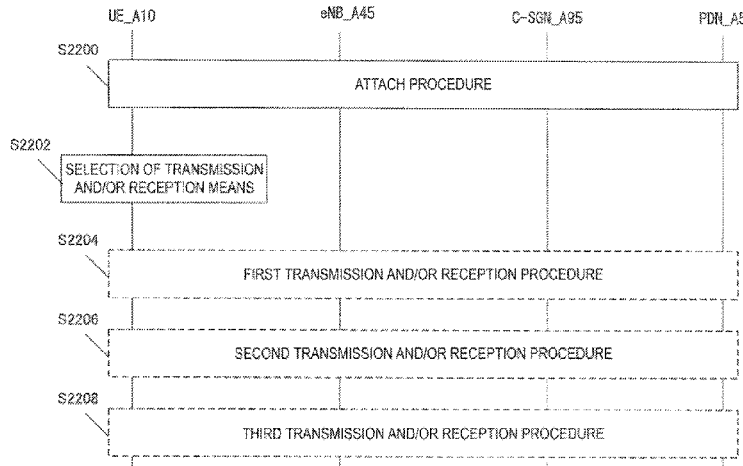 UE_A10 eNB_A45 C-SGN_A95 PDN_A5
S2200
ATTACH PROCEDURE
S2202
SELECTION OF TRANSMISSION
AND/OR RECEPTION MEANS
S2204
FIRST TRANSMISSION AND/OR RECEPTION PROCEDURE
S2206
SECOND TRANSMISSION AND/OR RECEPTION PROCEDURE
S2208
THIRD TRANSMISSION AND/OR RECEPTION PROCEDURE